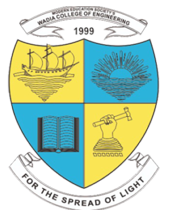 MODERN EDUCATION SOCIETY'S
WADIA COLLEGE OF ENGINEERING
1999
FOR THE SPREAD OF LIGHT